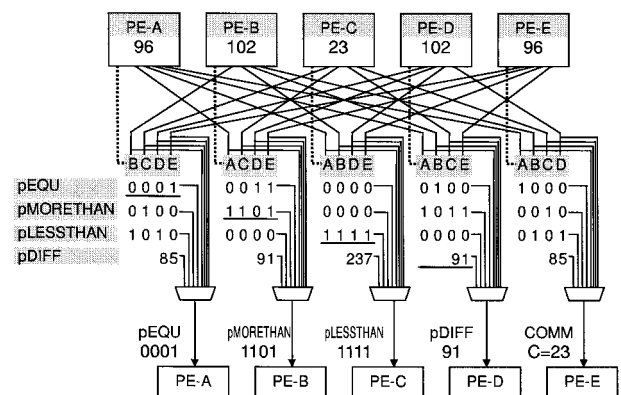 PE-A PE-B PE-C PE-D PE-E
96 102 23 102 96
BCDE ACDE ABDE ABCE ABCD
pEQU 0001 0011 0000 0100 1000
pMORETHAN 0100 1101 0000 1011 0010
pLESSTHAN 1010 0000 1111 0000 0101
pDIFF 85 91 237 91 85
pEQU pMORETHAN pLESSTHAN pDIFF COMM
0001 1101 1111 91 C=23
PE-A PE-B PE-C PE-D PE-E